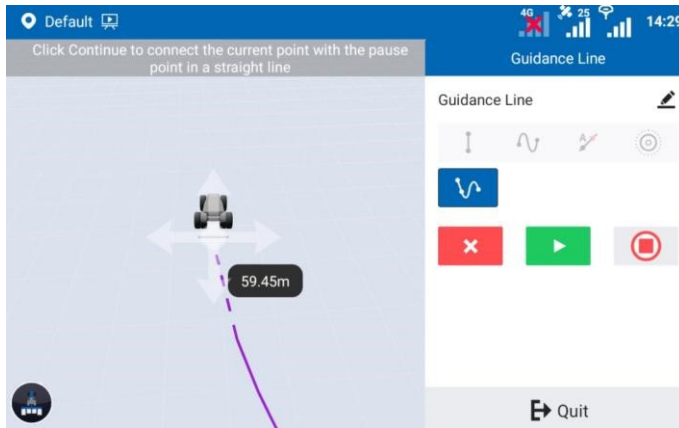 Default
4G
25
14:29
Click Continue to connect the current point with the pause
point in a straight line
Guidance Line
Guidance Line
59.45m
Quit